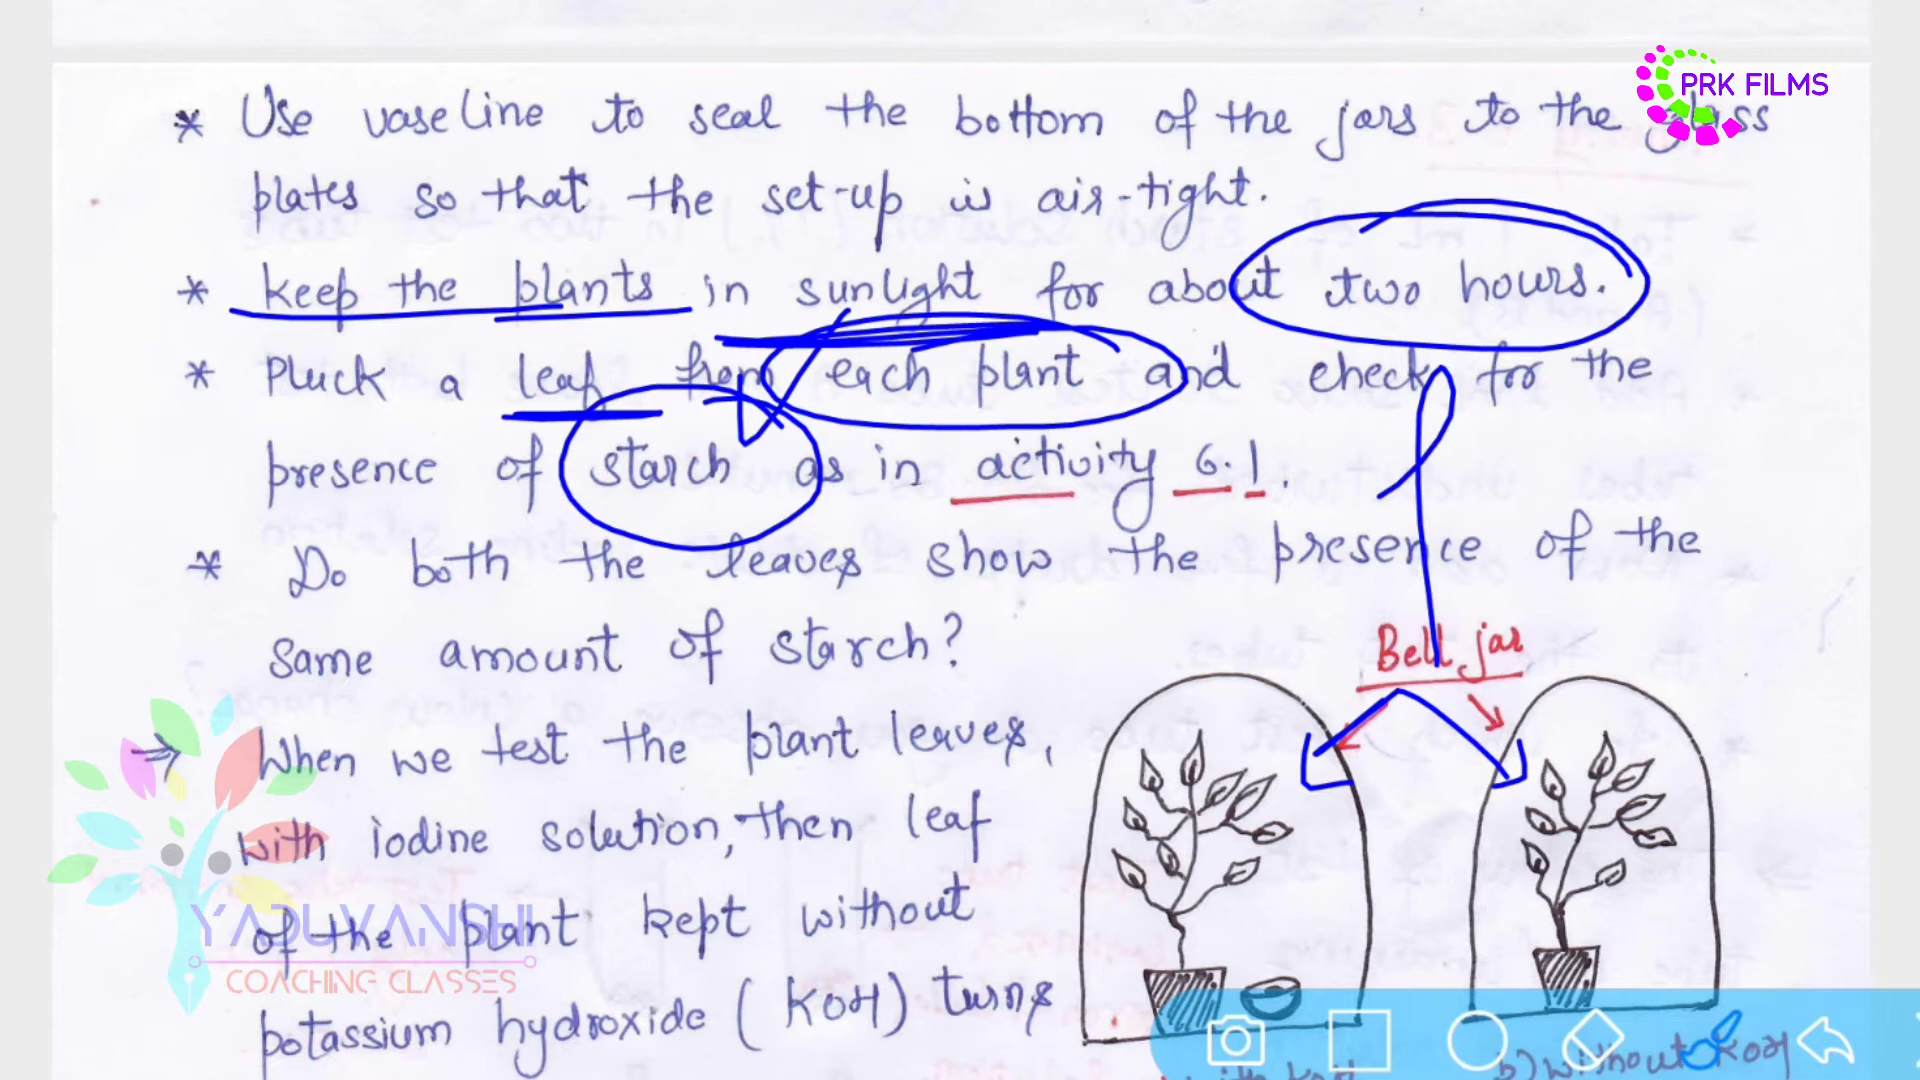 PRK FILMS
* Use vaseline to seal the bottom of the jars to the glass
plates so that the set-up is air-tight.
* Keep the plants in sunlight for about two hours.
* Pluck a leaf from each plant and check for the
presence of starch as in activity 6.1.
* Do both the leaves show the presence of the
same amount of starch?
Bell jar
⇒ When we test the plant leaves,
with iodine solution, then leaf
of the plant kept without
potassium hydroxide (KOH) turns
YADUVANSHI
COACHING CLASSES
with KOH
b) without KOH